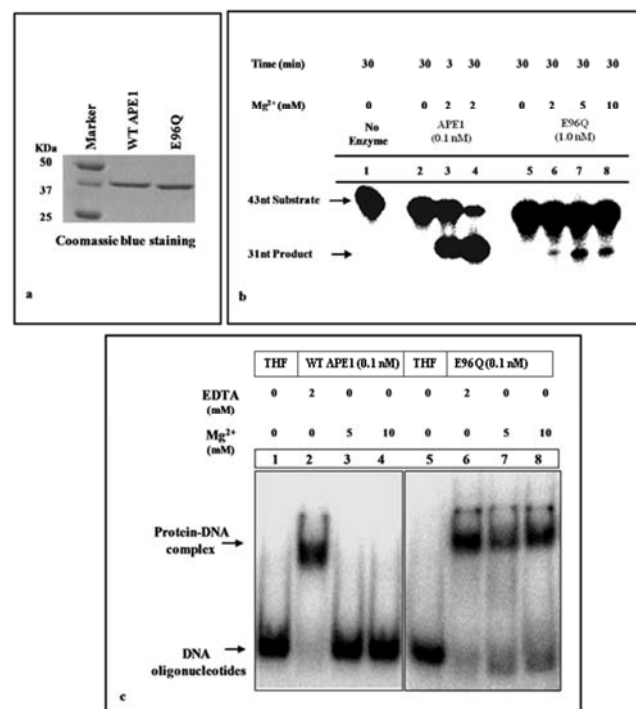 Marker
WT APE1
E96Q
KDa
50
37
25
Coomassie blue staining
a
Time (min) 30 30 3 30 30 30 30 30
Mg²⁺ (mM) 0 0 2 2 0 2 5 10
No Enzyme
APE1 (0.1 nM)
E96Q (1.0 nM)
1 2 3 4 5 6 7 8
43nt Substrate
31nt Product
b
THF WT APE1 (0.1 nM) THF E96Q (0.1 nM)
EDTA (mM) 0 2 0 0 0 2 0 0
Mg²⁺ (mM) 0 0 5 10 0 0 5 10
1 2 3 4 5 6 7 8
Protein-DNA
complex
DNA
oligonucleotides
c